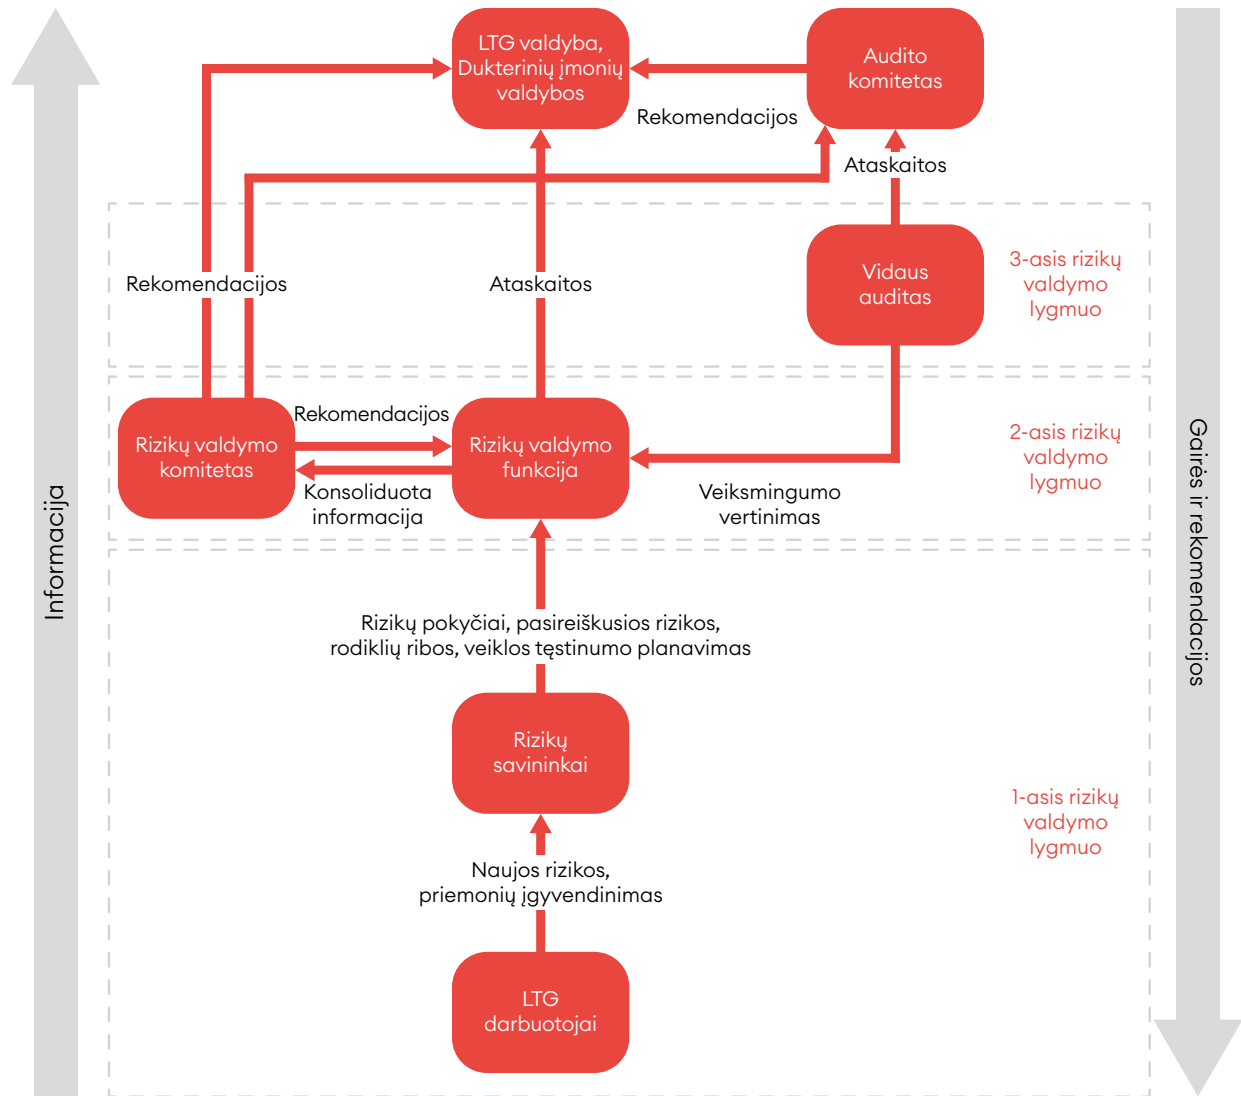 LTG valdyba,
Dukterinių įmonių
valdybos
Audito
komitetas
Rekomendacijos
Ataskaitos
Rekomendacijos
Ataskaitos
Vidaus
auditas
3-asis rizikų
valdymo
lygmuo
Rizikų valdymo
komitetas
Rekomendacijos
Konsoliduota
informacija
Rizikų valdymo
funkcija
Veiksmingumo
vertinimas
2-asis rizikų
valdymo
lygmuo
Informacija
Gairės ir rekomendacijos
Rizikų pokyčiai, pasireiškusios rizikos,
rodiklių ribos, veiklos tęstinumo planavimas
Rizikų
savininkai
1-asis rizikų
valdymo
lygmuo
Naujos rizikos,
priemonių įgyvendinimas
LTG
darbuotojai